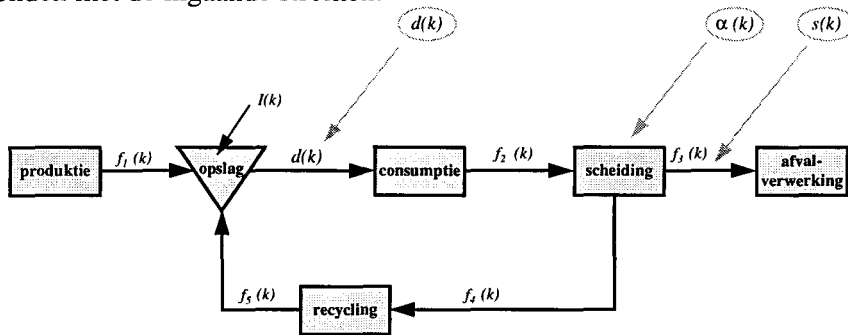 d(k)
α(k)
s(k)
I(k)
f₁(k)
d(k)
f₂(k)
f₃(k)
produktie
opslag
consumptie
scheiding
afval-
verwerking
f₅(k)
f₄(k)
recycling